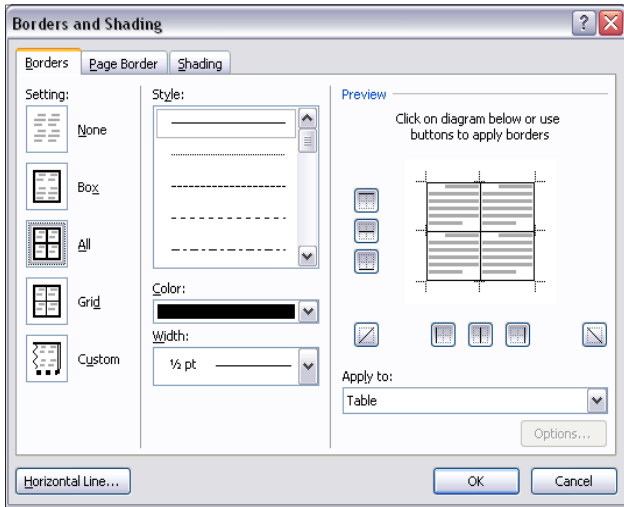 Borders and Shading
Borders
Page Border
Shading
Setting:
None
Box
All
Grid
Custom
Style:
Color:
Width:
½ pt
Preview
Click on diagram below or use
buttons to apply borders
Apply to:
Table
Options...
Horizontal Line...
OK
Cancel